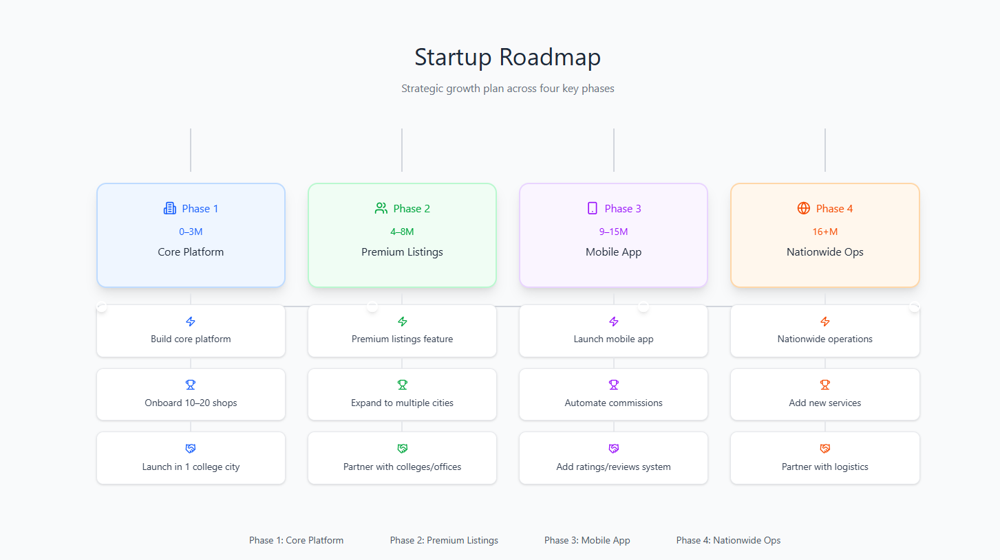 Startup Roadmap
Strategic growth plan across four key phases
Phase 1
0–3M
Core Platform
Build core platform
Onboard 10–20 shops
Launch in 1 college city
Phase 2
4–8M
Premium Listings
Premium listings feature
Expand to multiple cities
Partner with colleges/offices
Phase 3
9–15M
Mobile App
Launch mobile app
Automate commissions
Add ratings/reviews system
Phase 4
16+M
Nationwide Ops
Nationwide operations
Add new services
Partner with logistics
Phase 1: Core Platform
Phase 2: Premium Listings
Phase 3: Mobile App
Phase 4: Nationwide Ops